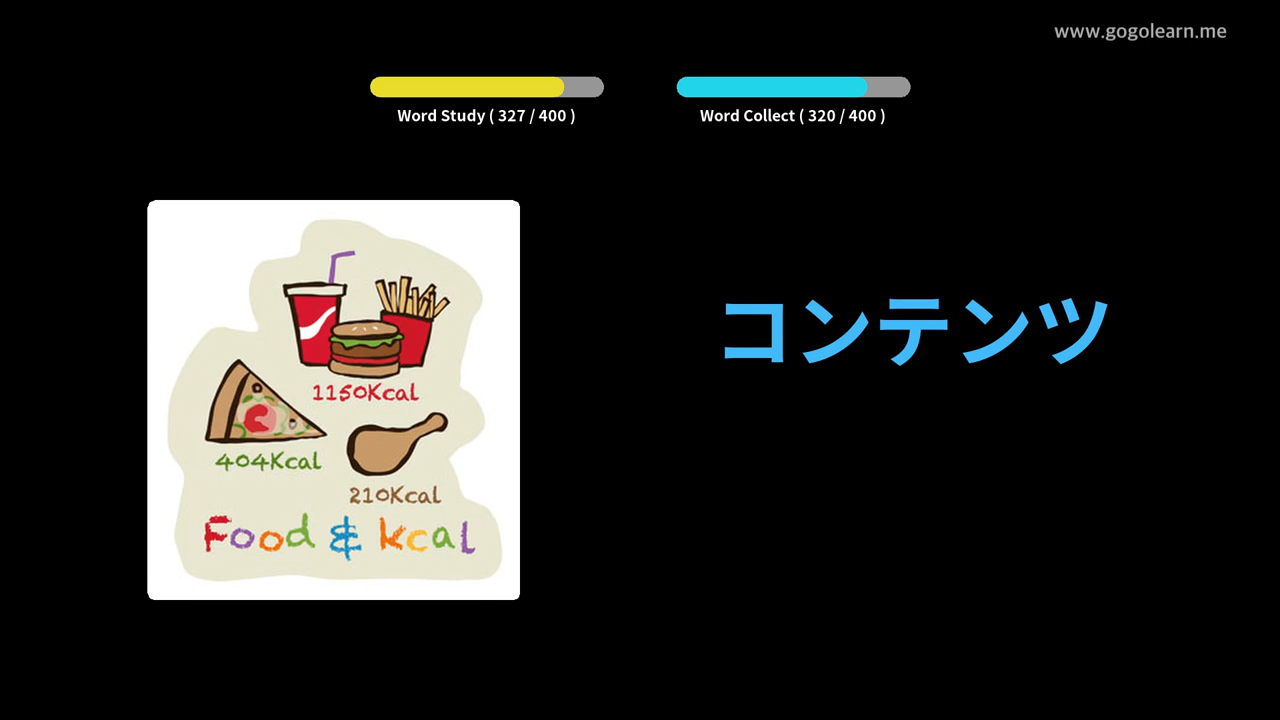 www.gogolearn.me
Word Study ( 327 / 400 )
Word Collect ( 320 / 400 )
コンテンツ
1150Kcal
404Kcal
210Kcal
Food & kcal